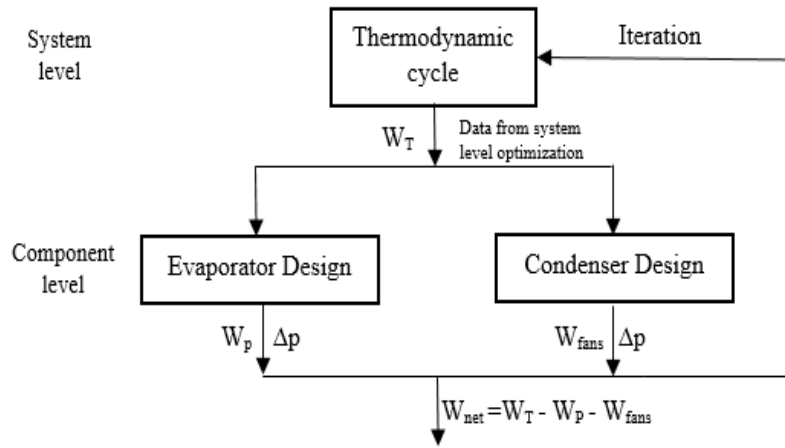 System
level
Thermodynamic
cycle
Iteration
W_T
Data from system
level optimization
Component
level
Evaporator Design
Condenser Design
W_p Δp
W_fans Δp
W_net =W_T - W_P - W_fans